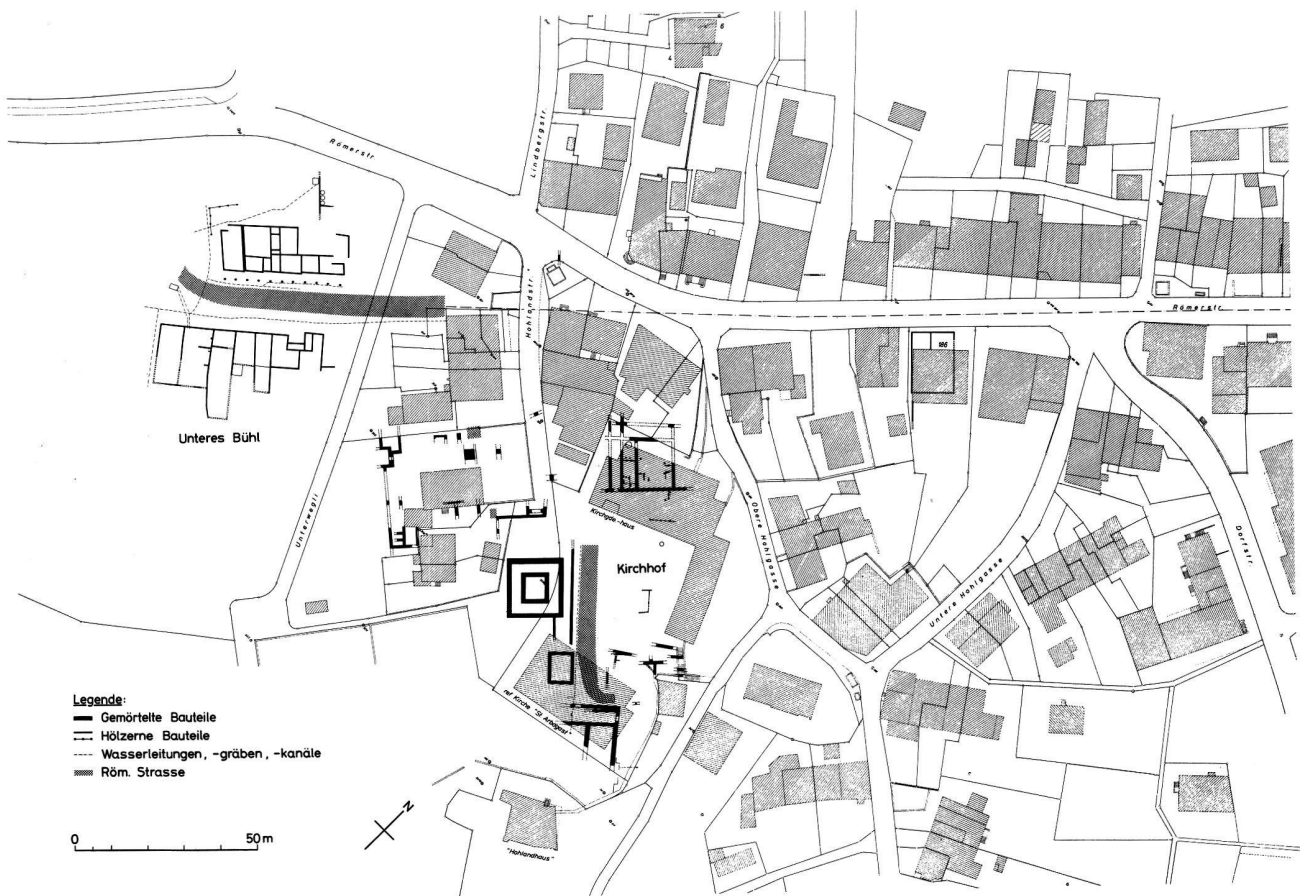 6
4
Lindbergstr.
Römerstr.
Hohlandstr.
Römerstr.
186
Unteres Bühl
Kirchgde-haus
Unterwegli
Kirchhof
Obere Hohlgasse
Untere Hohlgasse
Dorfstr.
ref Kirche "St Arbogast"
"Hohlandhaus"
Legende:
Gemörtelte Bauteile
Hölzerne Bauteile
Wasserleitungen, -gräben, -kanäle
Röm. Strasse
0 50m
N